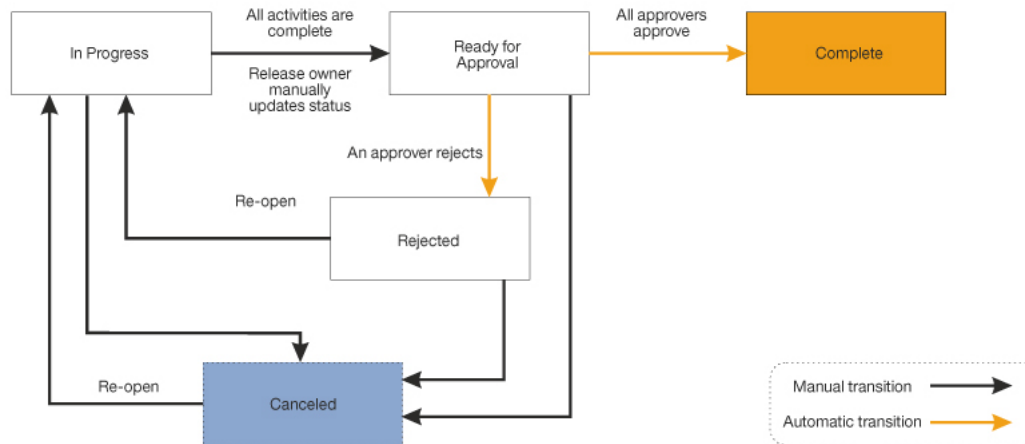 In Progress
All activities are
complete
Release owner
manually
updates status
Ready for
Approval
All approvers
approve
Complete
An approver rejects
Re-open
Rejected
Re-open
Canceled
Manual transition
Automatic transition